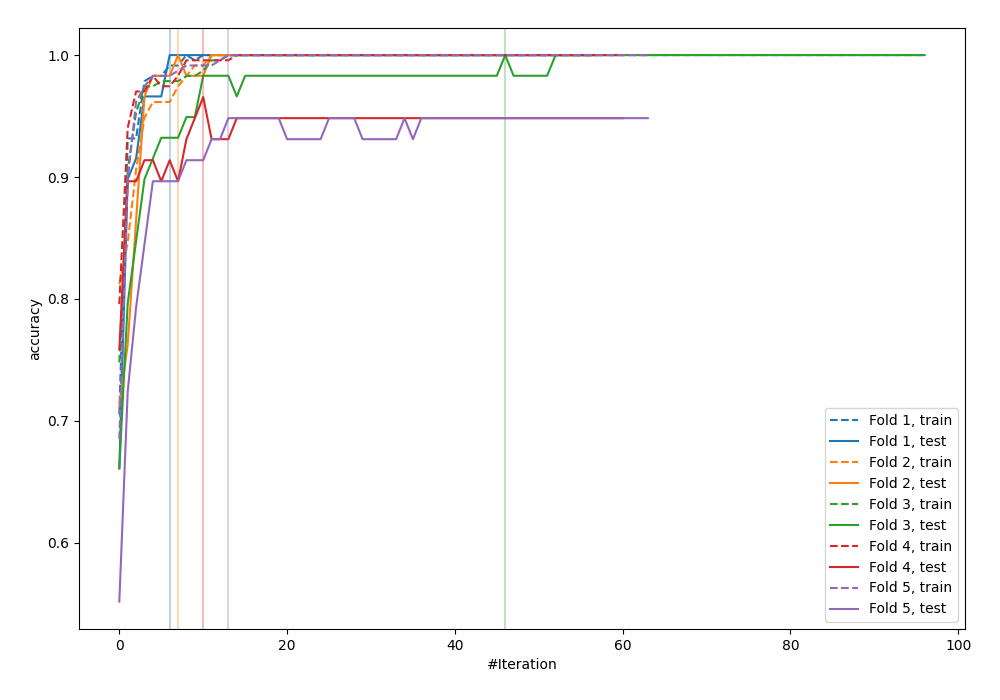 1.0
0.9
0.8
0.7
0.6
accuracy
0
20
40
60
80
100
#Iteration
Fold 1, train
Fold 1, test
Fold 2, train
Fold 2, test
Fold 3, train
Fold 3, test
Fold 4, train
Fold 4, test
Fold 5, train
Fold 5, test